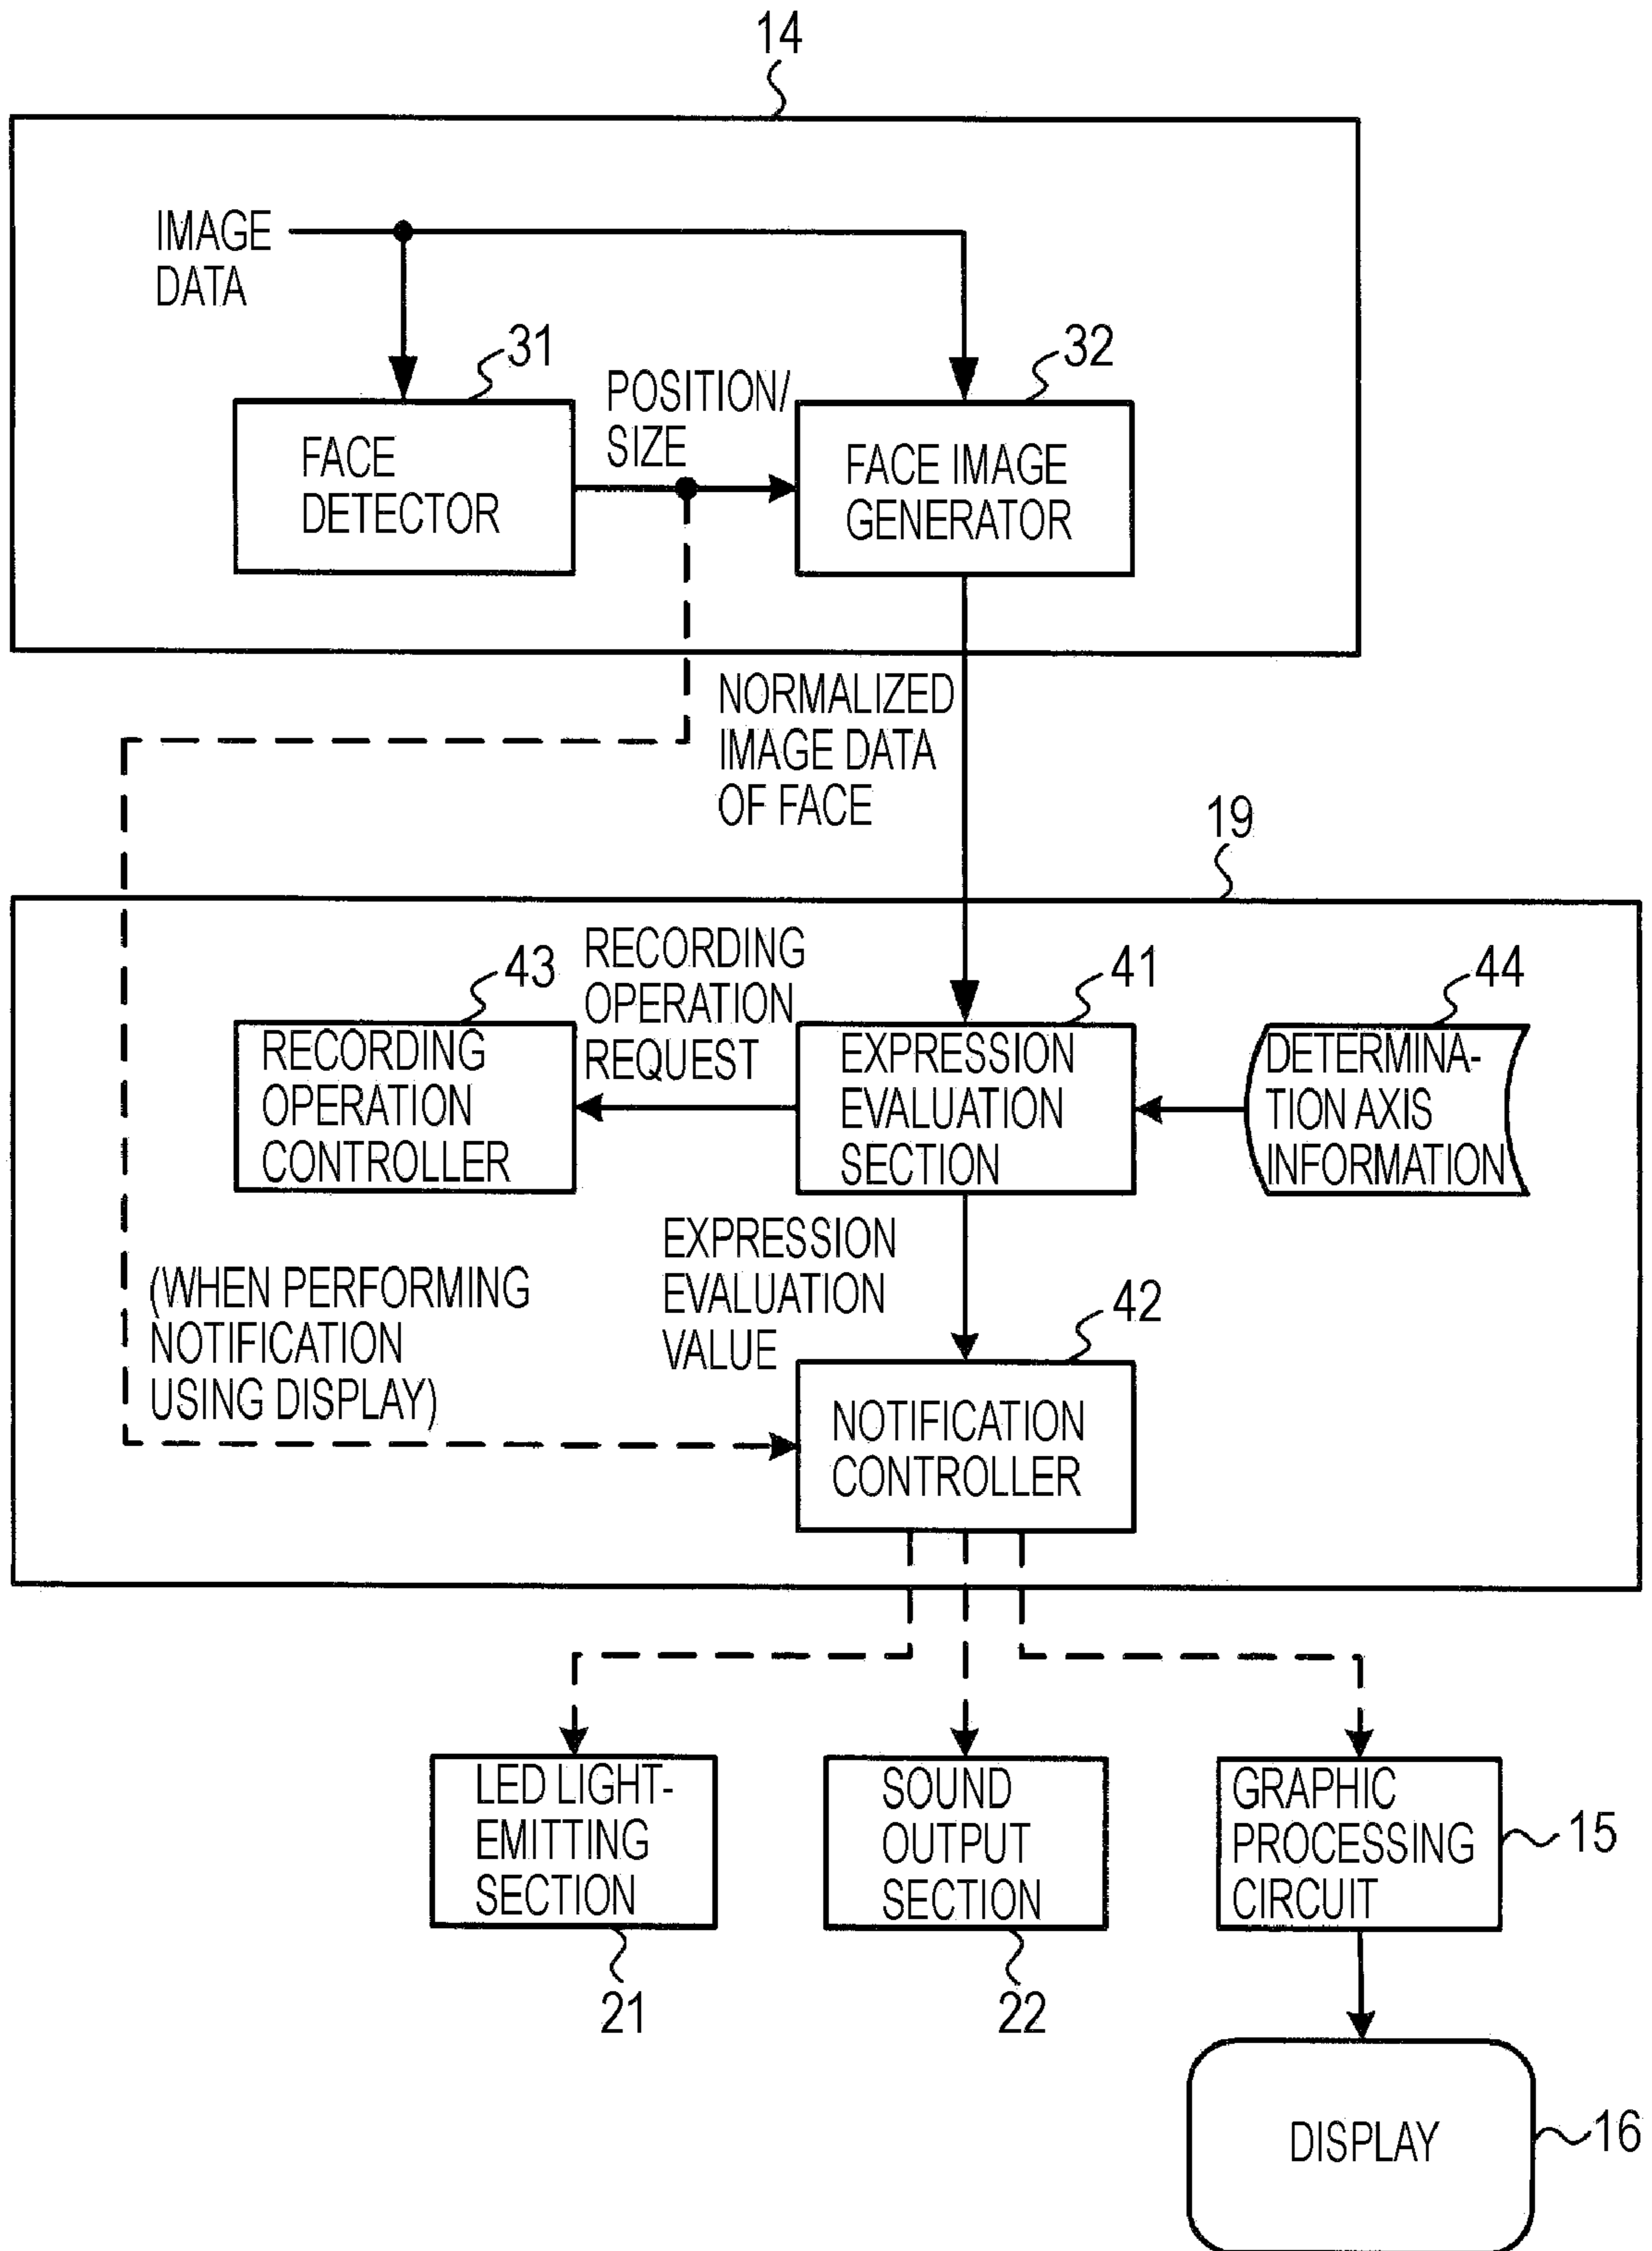 14
IMAGE
DATA
31
32
POSITION/
SIZE
FACE
DETECTOR
FACE IMAGE
GENERATOR
NORMALIZED
IMAGE DATA
OF FACE
19
RECORDING
OPERATION
REQUEST
43
41
44
RECORDING
OPERATION
CONTROLLER
EXPRESSION
EVALUATION
SECTION
DETERMINA-
TION AXIS
INFORMATION
EXPRESSION
EVALUATION
VALUE
(WHEN PERFORMING
NOTIFICATION
USING DISPLAY)
42
NOTIFICATION
CONTROLLER
LED LIGHT-
EMITTING
SECTION
SOUND
OUTPUT
SECTION
GRAPHIC
PROCESSING
CIRCUIT
15
21
22
DISPLAY
16